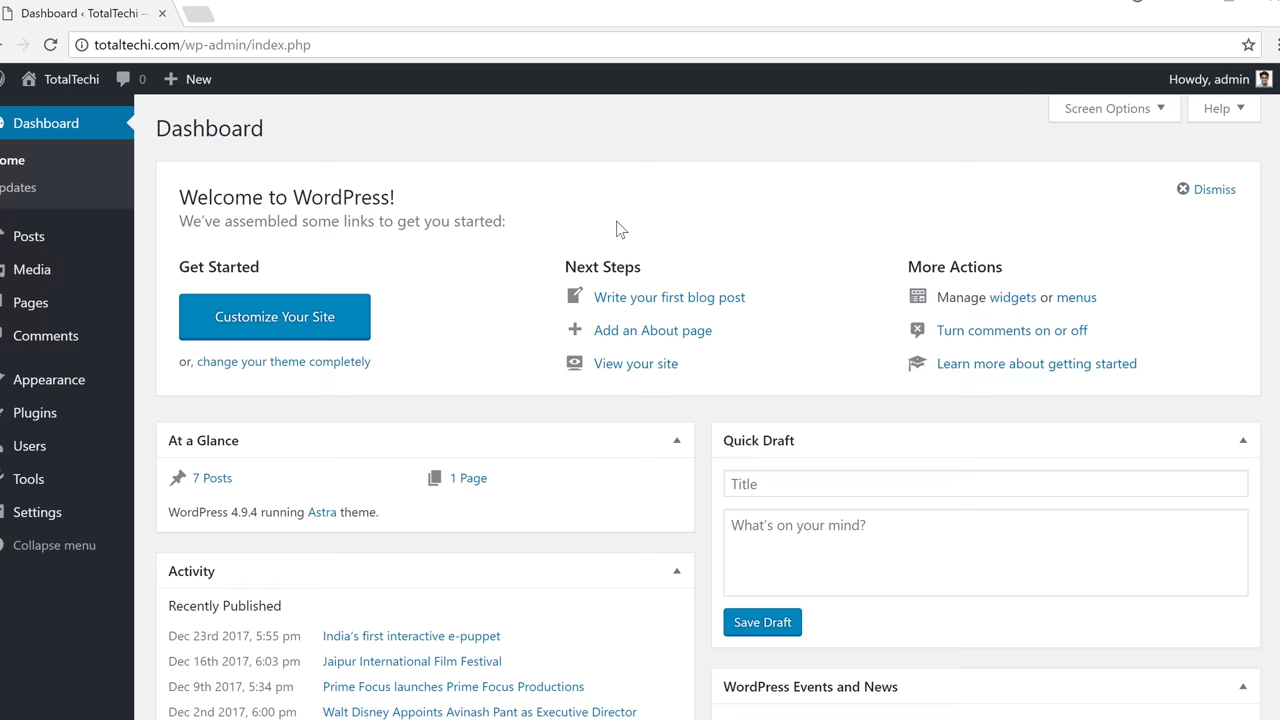 Dashboard ‹ TotalTechi –
totaltechi.com/wp-admin/index.php
TotalTechi 0 New
Howdy, admin
Dashboard
ome
pdates
Posts
Media
Pages
Comments
Appearance
Plugins
Users
Tools
Settings
Collapse menu
Screen Options
Help
Dashboard
Welcome to WordPress!
Dismiss
We've assembled some links to get you started:
Get Started
Customize Your Site
or, change your theme completely
Next Steps
Write your first blog post
Add an About page
View your site
More Actions
Manage widgets or menus
Turn comments on or off
Learn more about getting started
At a Glance
7 Posts
1 Page
WordPress 4.9.4 running Astra theme.
Activity
Recently Published
Dec 23rd 2017, 5:55 pm India's first interactive e-puppet
Dec 16th 2017, 6:03 pm Jaipur International Film Festival
Dec 9th 2017, 5:34 pm Prime Focus launches Prime Focus Productions
Dec 2nd 2017, 6:00 pm Walt Disney Appoints Avinash Pant as Executive Director
Quick Draft
Title
What's on your mind?
Save Draft
WordPress Events and News